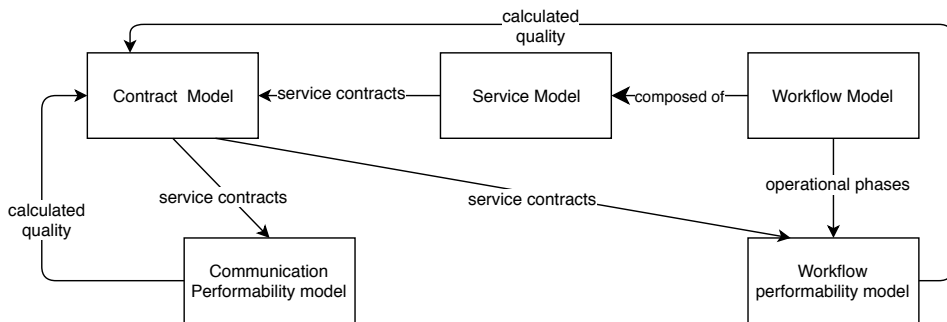 calculated
quality
Contract Model
service contracts
Service Model
composed of
Workflow Model
service contracts
service contracts
operational phases
calculated
quality
Communication
Performability model
Workflow
performability model